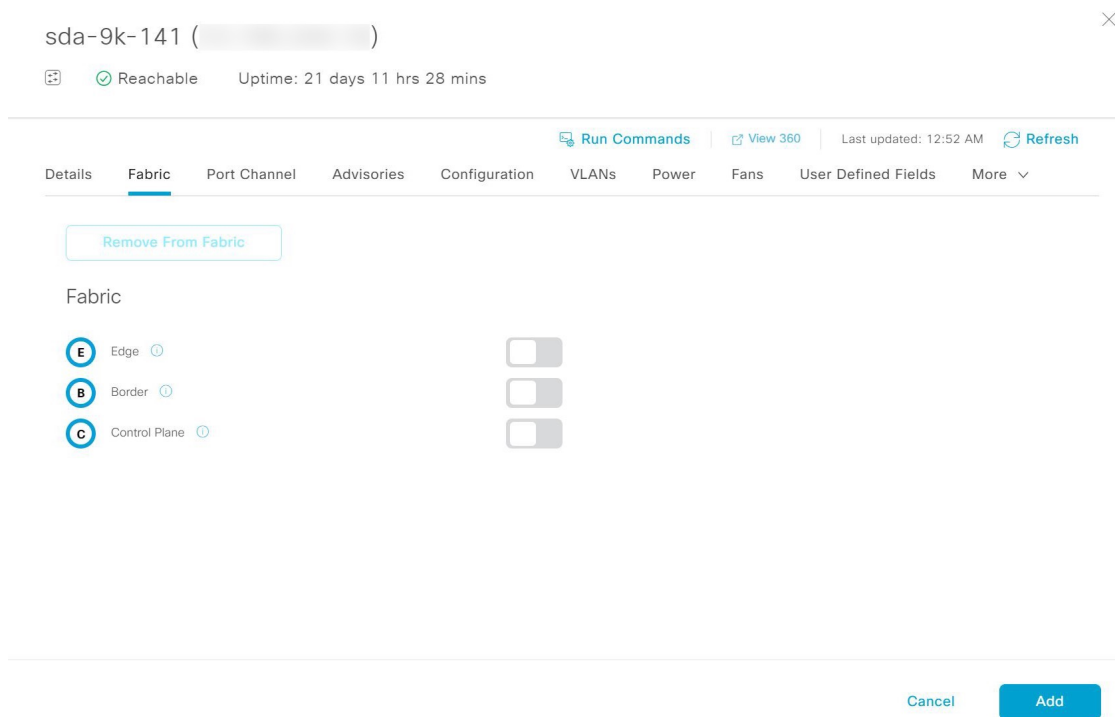 sda-9k-141 ( )
Reachable Uptime: 21 days 11 hrs 28 mins
Run Commands View 360 Last updated: 12:52 AM Refresh
Details Fabric Port Channel Advisories Configuration VLANs Power Fans User Defined Fields More
Remove From Fabric
Fabric
E Edge
B Border
C Control Plane
Cancel Add